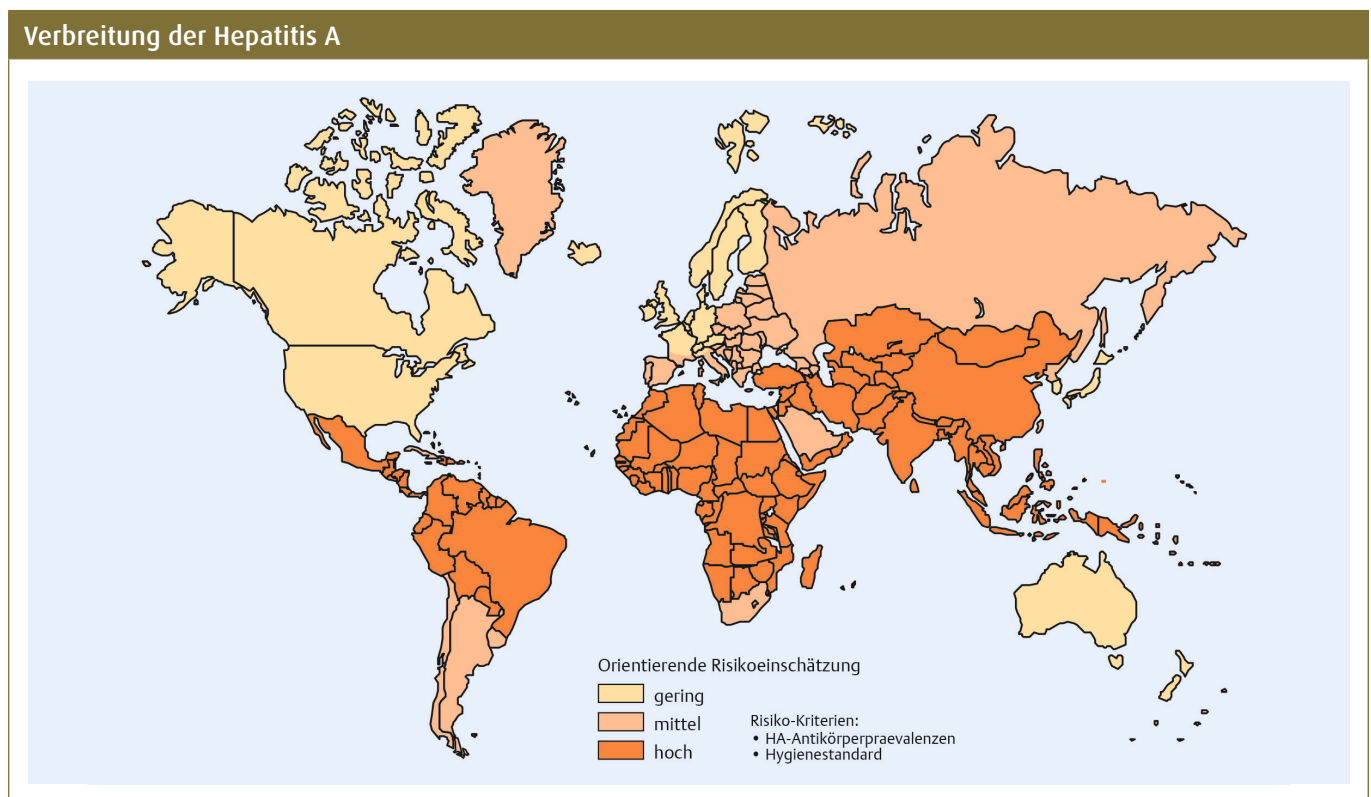 Verbreitung der Hepatitis A
Orientierende Risikoeinschätzung
gering
mittel
hoch
Risiko-Kriterien:
• HA-Antikörperpraevalenzen
• Hygienestandard